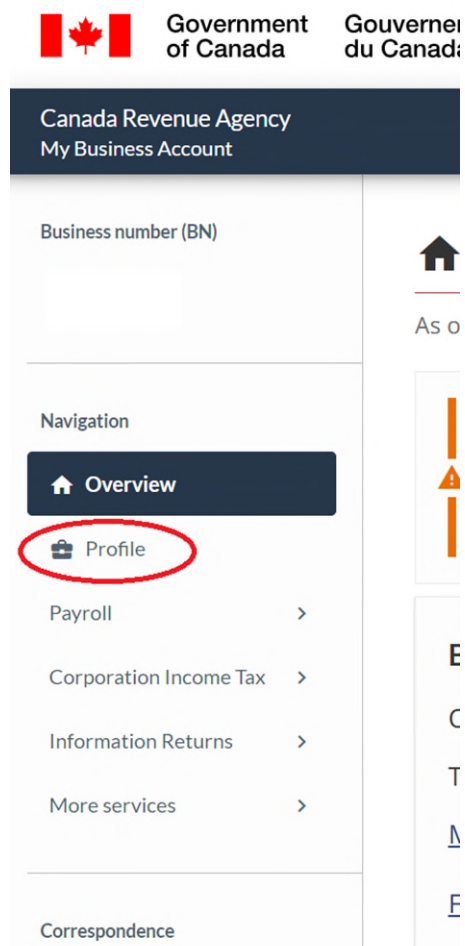 Government
of Canada
du Canada
Canada Revenue Agency
My Business Account
Business number (BN)
As o
Navigation
Overview
Profile
Payroll
Corporation Income Tax
Information Returns
More services
Correspondence